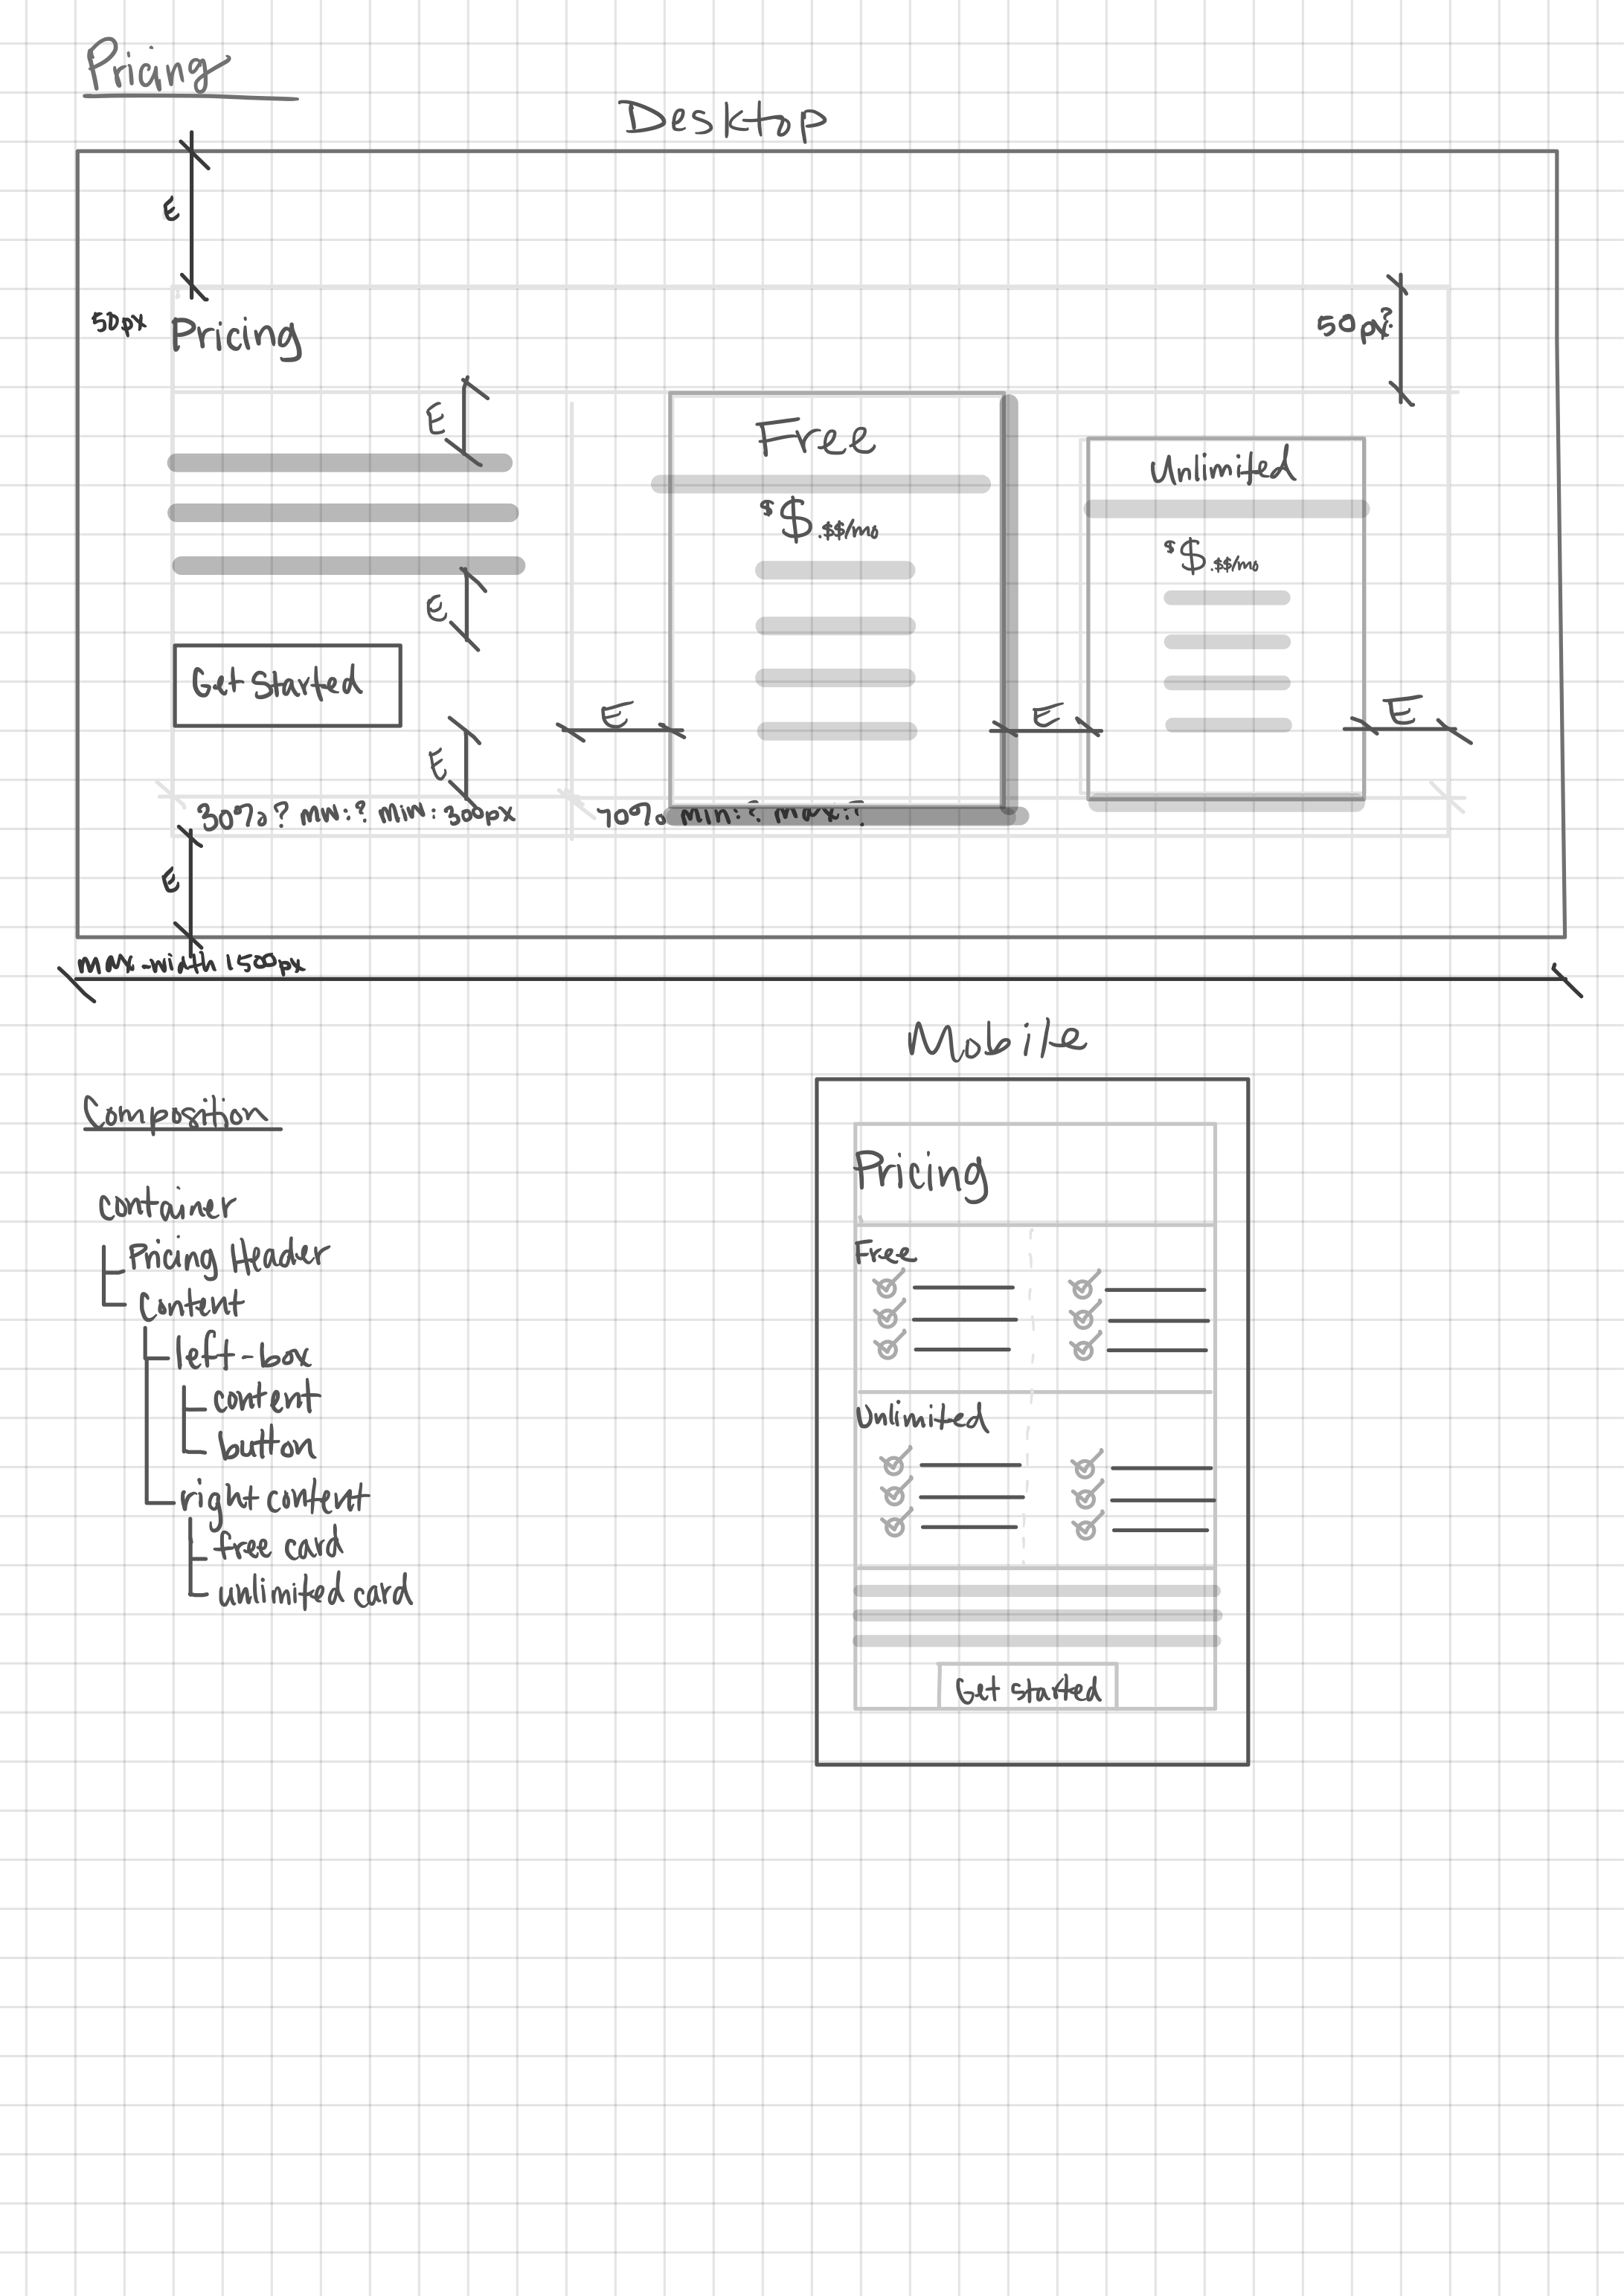 Pricing
Desktop
E
50px
Pricing
50px?
E
Free
Unlimited
$$.$$/mo
$$.$$/mo
E
Get Started
E
E
E
E
30%? mw:? min: 300px
70% min:? max:?
E
max-width 1500px
Mobile
Composition
Pricing
container
Pricing Header
Free
Content
left-box
content
Unlimited
button
right content
free card
unlimited card
Get started